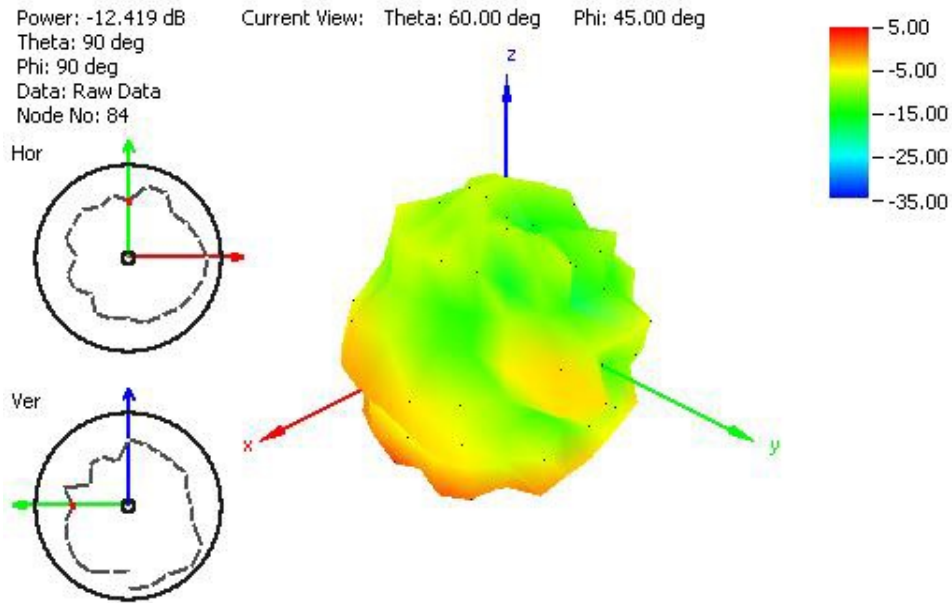 Power: -12.419 dB
Current View: Theta: 60.00 deg Phi: 45.00 deg
Theta: 90 deg
Phi: 90 deg
Data: Raw Data
Node No: 84
Hor
Ver
z
x
y
5.00
-5.00
-15.00
-25.00
-35.00